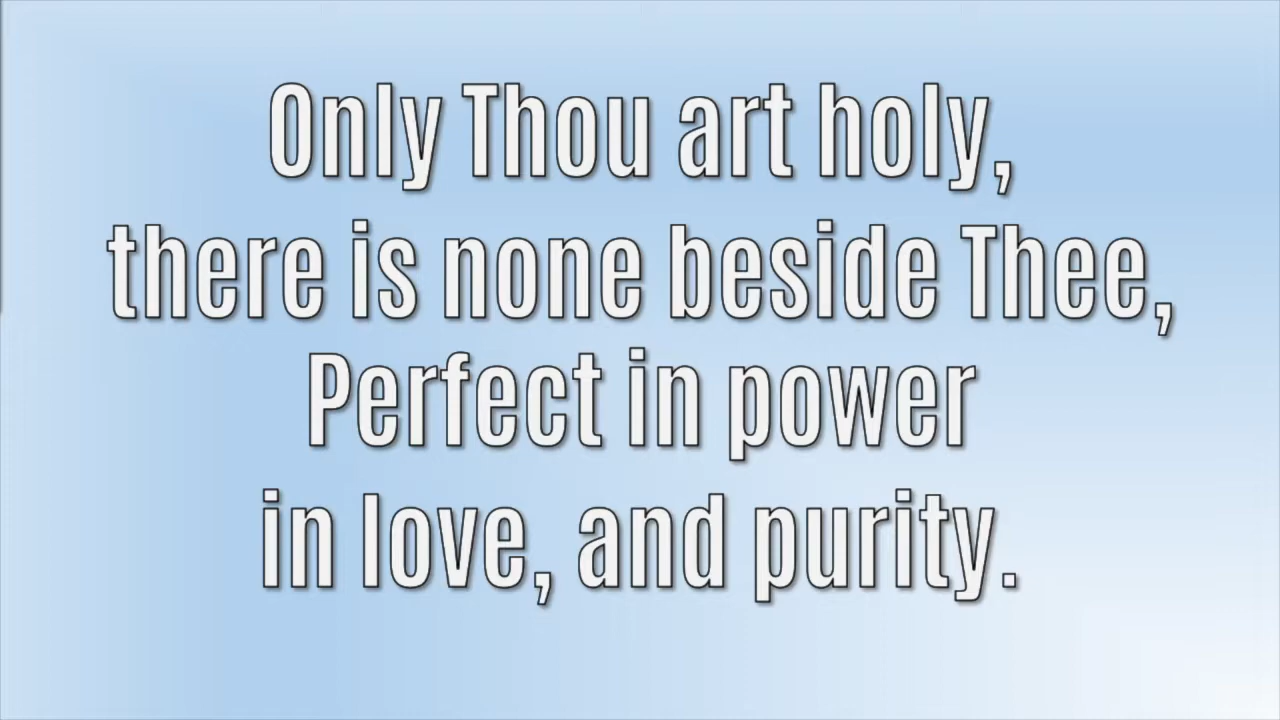 Only Thou art holy,
there is none beside Thee,
Perfect in power
in love, and purity.